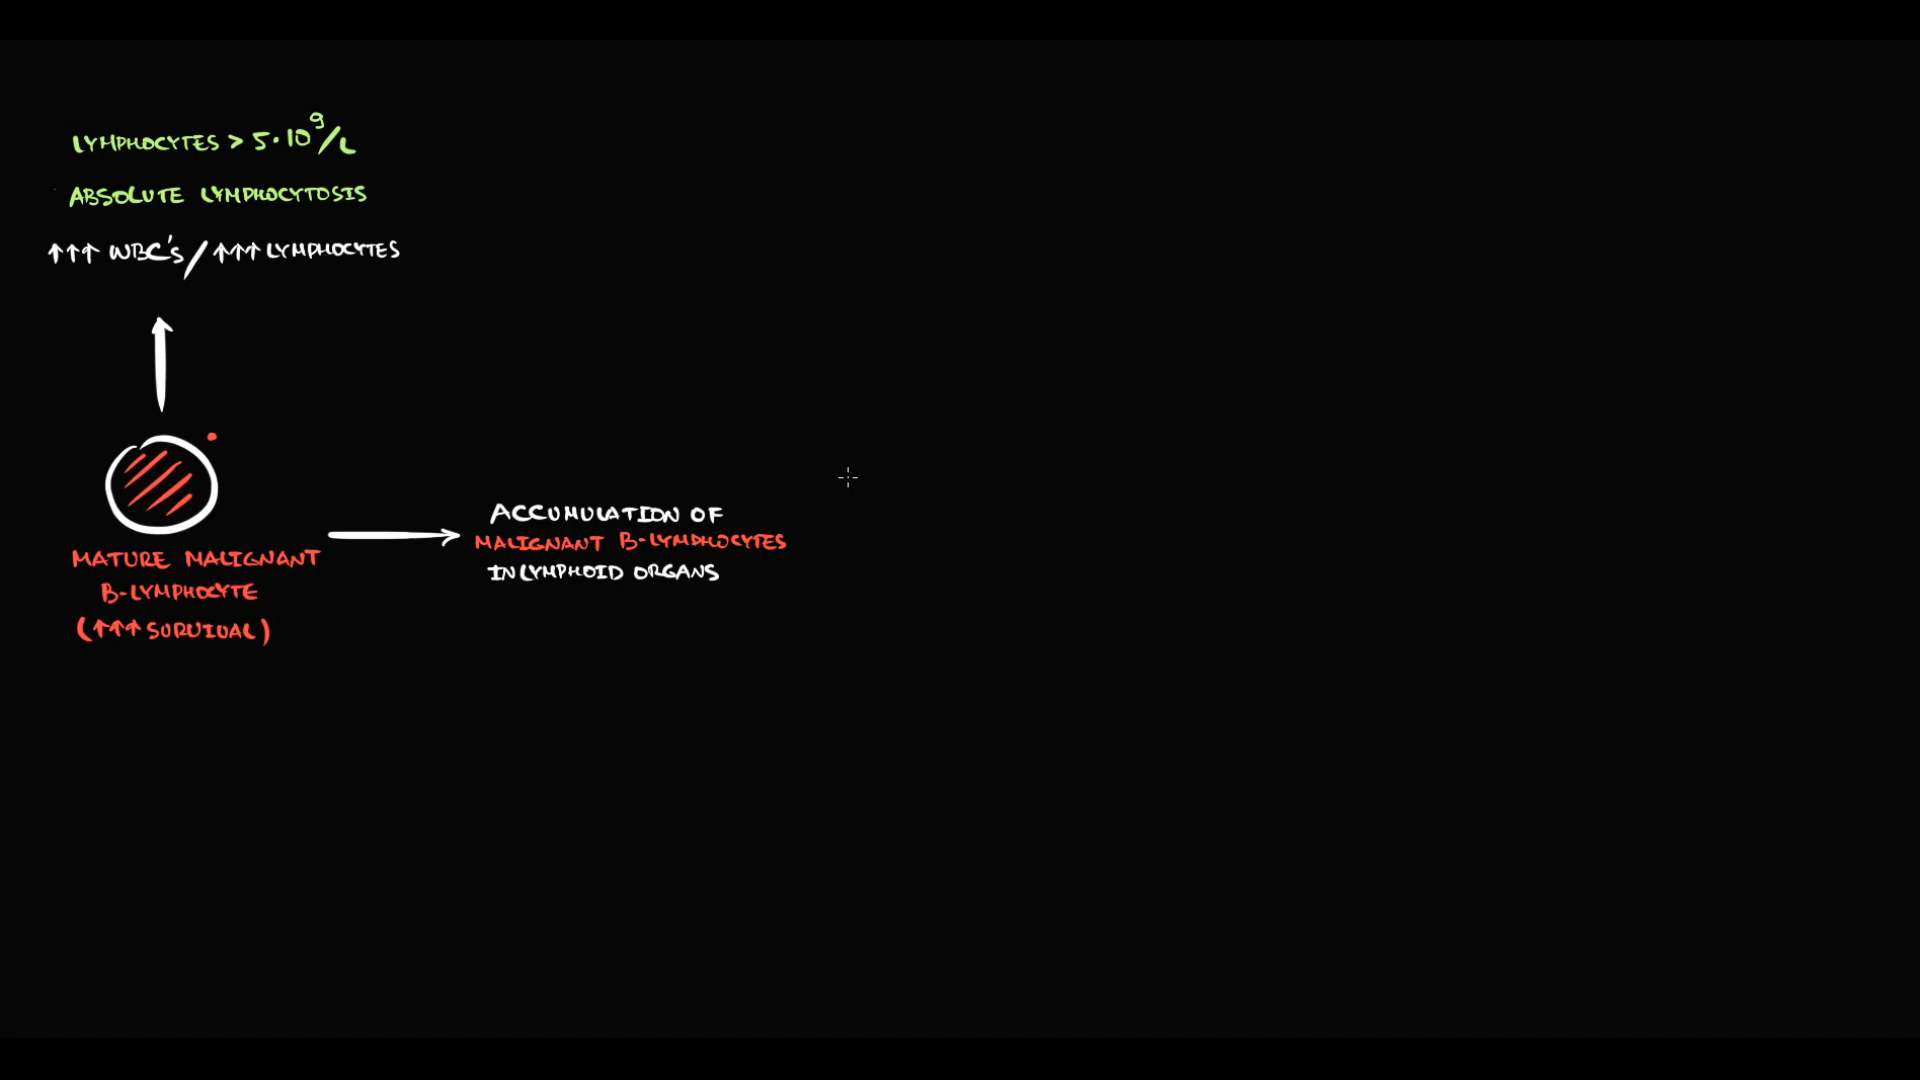 LYMPHOCYTES > 5·10⁹/L
ABSOLUTE LYMPHOCYTOSIS
↑↑↑ WBC's / ↑↑↑ LYMPHOCYTES
MATURE MALIGNANT
B-LYMPHOCYTE
(↑↑↑ SURVIVAL)
ACCUMULATION OF
MALIGNANT B-LYMPHOCYTES
IN LYMPHOID ORGANS